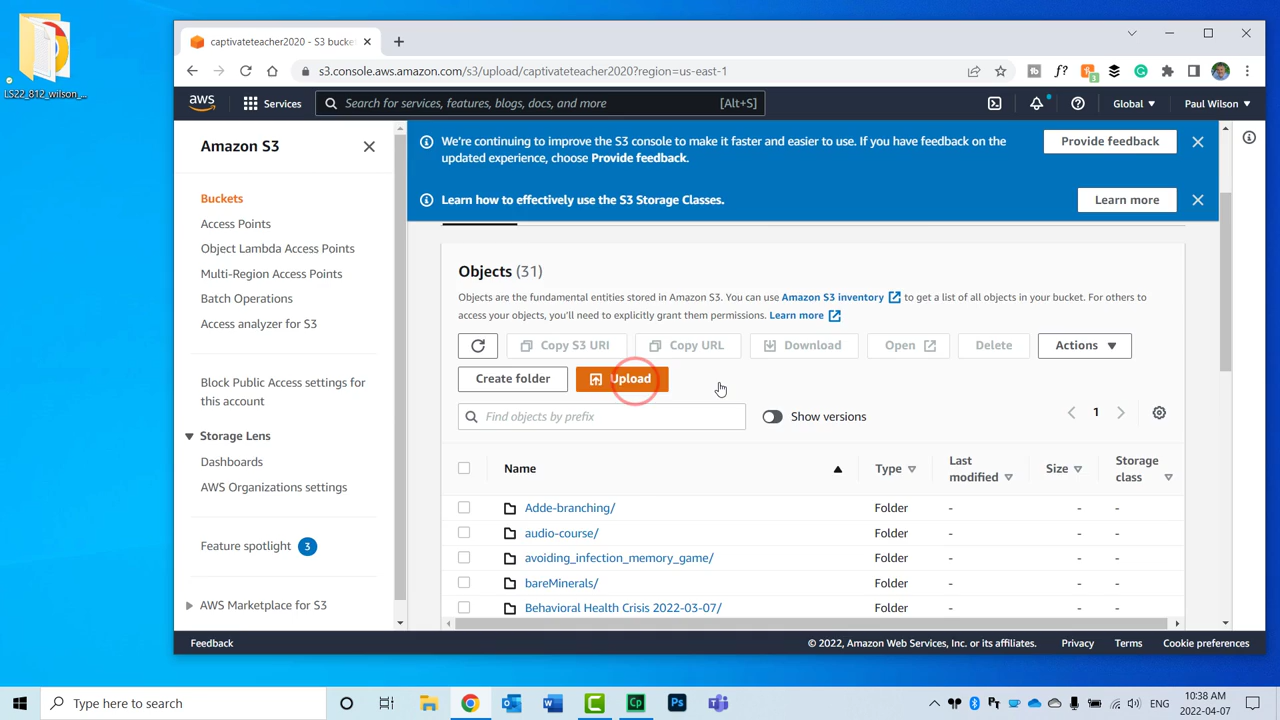 LS22_812_wilson_...
captivateteacher2020 - S3 bucke
s3.console.aws.amazon.com/s3/upload/captivateteacher2020?region=us-east-1
3
aws
Services
Search for services, features, blogs, docs, and more
[Alt+S]
Global
Paul Wilson
Amazon S3
Buckets
Access Points
Object Lambda Access Points
Multi-Region Access Points
Batch Operations
Access analyzer for S3
Block Public Access settings for
this account
Storage Lens
Dashboards
AWS Organizations settings
Feature spotlight 3
AWS Marketplace for S3
We're continuing to improve the S3 console to make it faster and easier to use. If you have feedback on the
updated experience, choose Provide feedback.
Provide feedback
Learn how to effectively use the S3 Storage Classes.
Learn more
Objects (31)
Objects are the fundamental entities stored in Amazon S3. You can use Amazon S3 inventory to get a list of all objects in your bucket. For others to
access your objects, you'll need to explicitly grant them permissions. Learn more
Copy S3 URI
Copy URL
Download
Open
Delete
Actions
Create folder
Upload
Find objects by prefix
Show versions
1
Name
Type
Last
modified
Size
Storage
class
Adde-branching/ Folder - - -
audio-course/ Folder - - -
avoiding_infection_memory_game/ Folder - - -
bareMinerals/ Folder - - -
Behavioral Health Crisis 2022-03-07/ Folder - - -
Feedback
© 2022, Amazon Web Services, Inc. or its affiliates.
Privacy
Terms
Cookie preferences
Type here to search
Cp
Ps
ENG
10:38 AM
2022-04-07